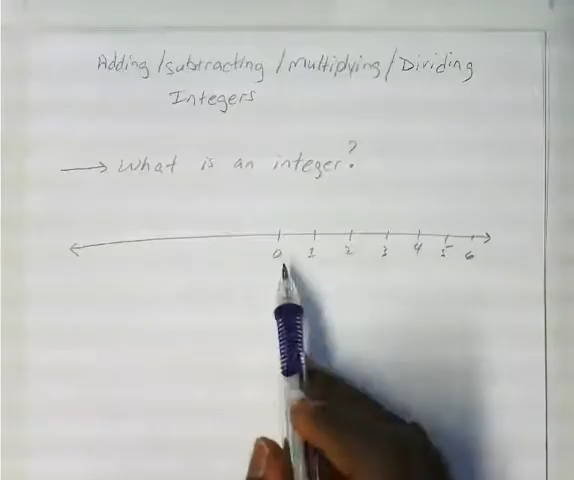 Adding/subtracting/Multiplying/Dividing
Integers
→ What is an integer?
0 1 2 3 4 5 6